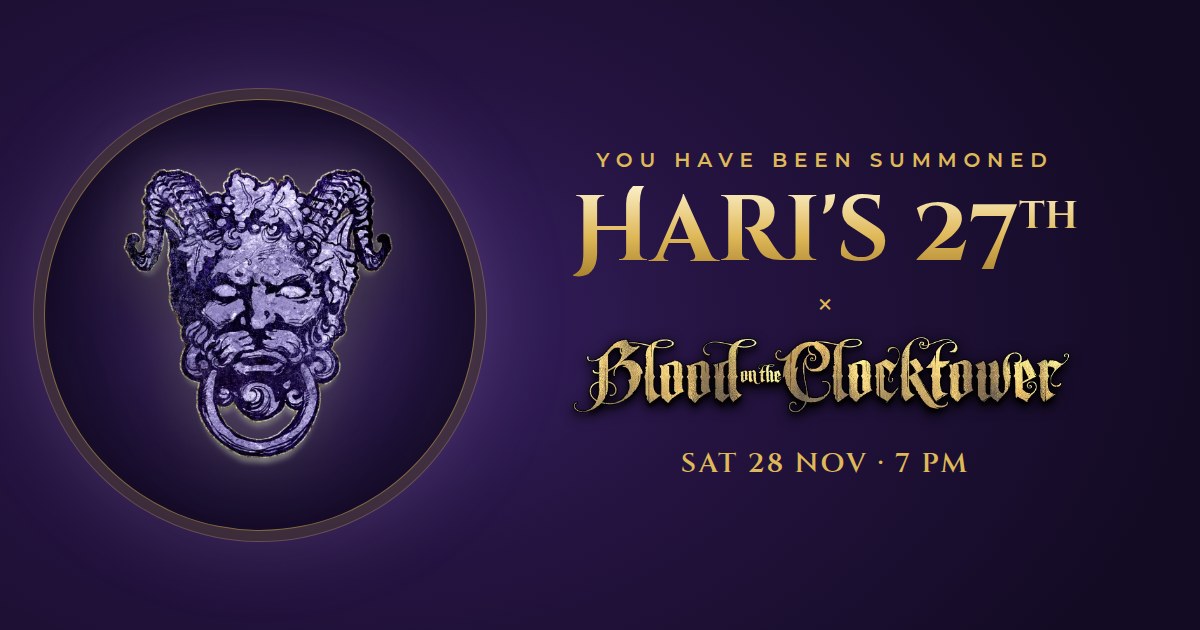 YOU HAVE BEEN SUMMONED
HARI'S 27TH
×
Blood on the Clocktower
SAT 28 NOV · 7 PM